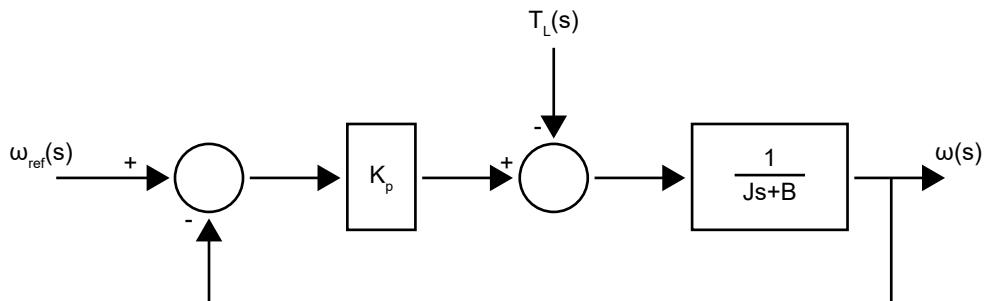 T_L(s)
-
ω_ref(s)
+
K_p
+
1
Js+B
ω(s)
-